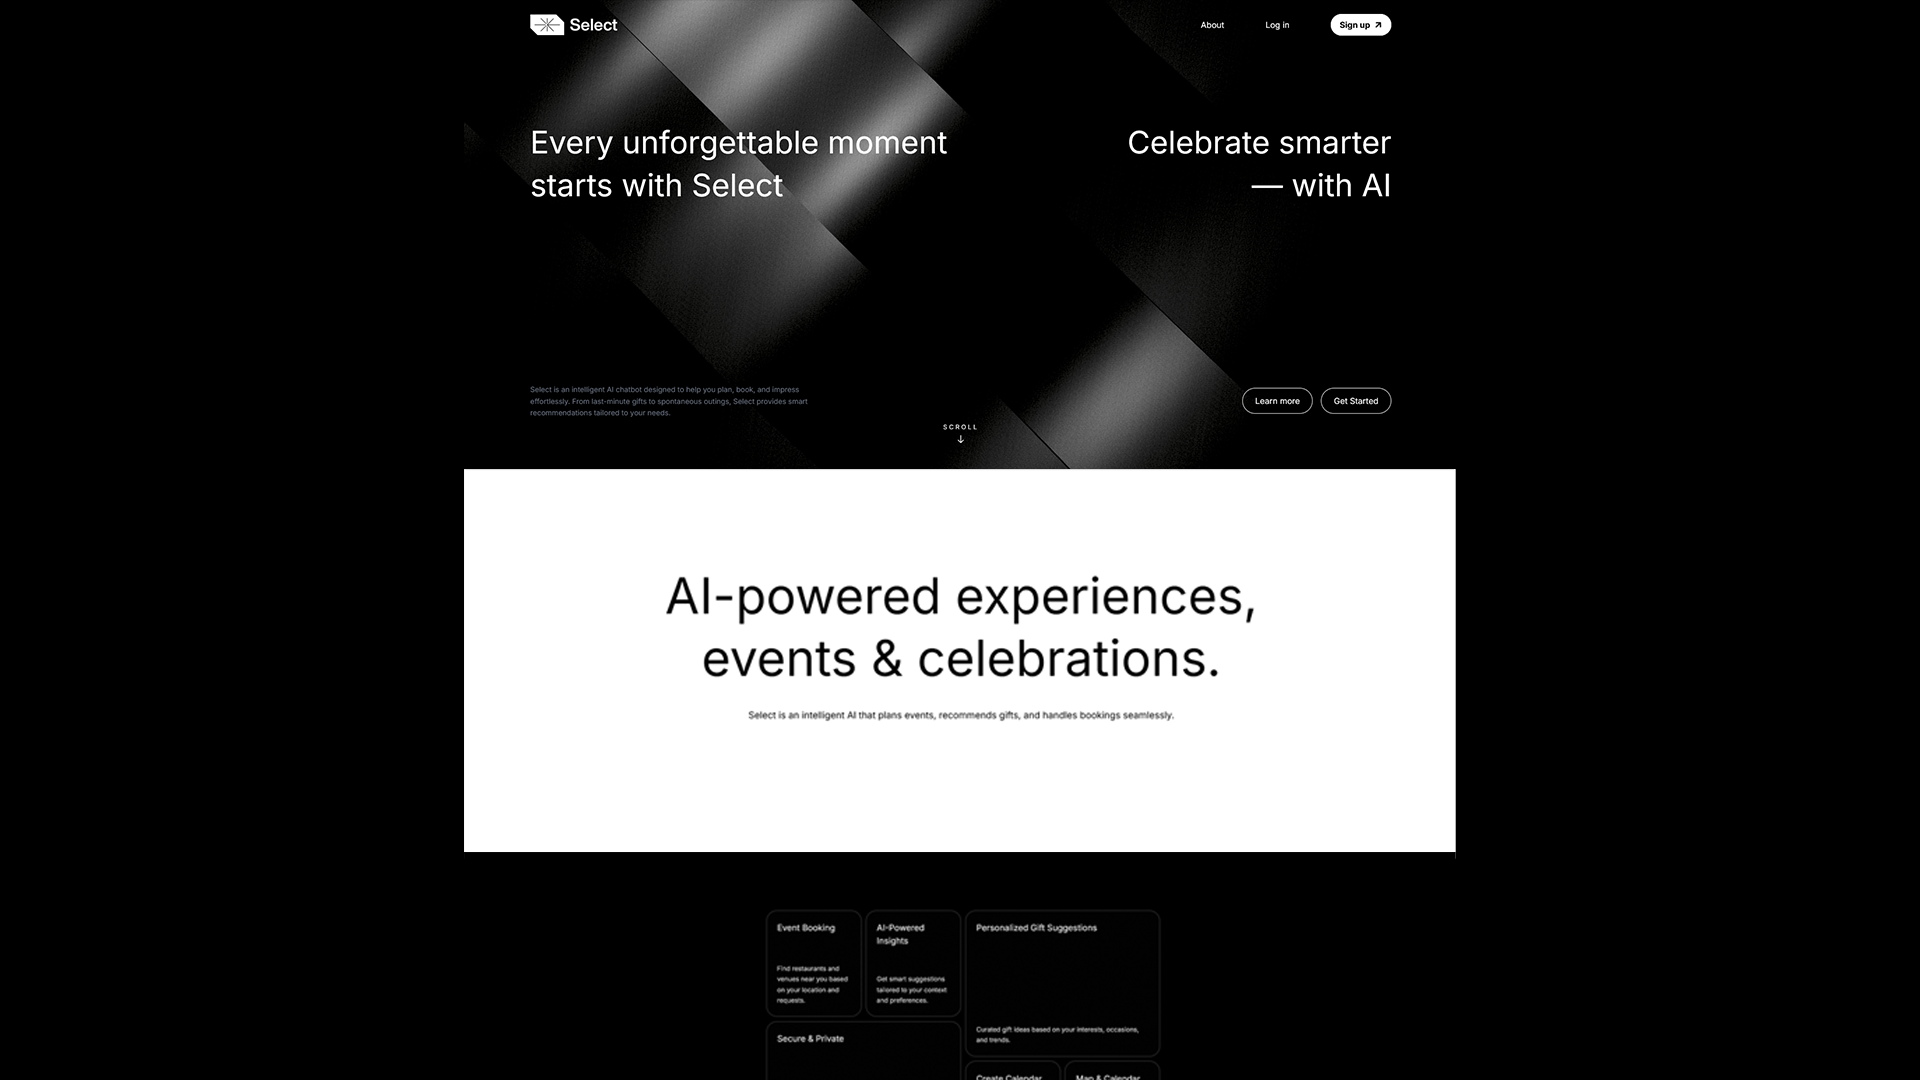 Select
About
Log in
Sign up
Every unforgettable moment
starts with Select
Celebrate smarter
— with AI
Select is an intelligent AI chatbot designed to help you plan, book, and impress
effortlessly. From last-minute gifts to spontaneous outings, Select provides smart
recommendations tailored to your needs.
SCROLL
Learn more
Get Started
AI-powered experiences,
events & celebrations.
Select is an intelligent AI that plans events, recommends gifts, and handles bookings seamlessly.
Event Booking
Find restaurants and
venues near you based
on your location and
requests.
AI-Powered
Insights
Get smart suggestions
tailored to your context
and preferences.
Personalized Gift Suggestions
Curated gift ideas based on your interests, occasions,
and trends.
Secure & Private
Create Calendar
Map & Calendar